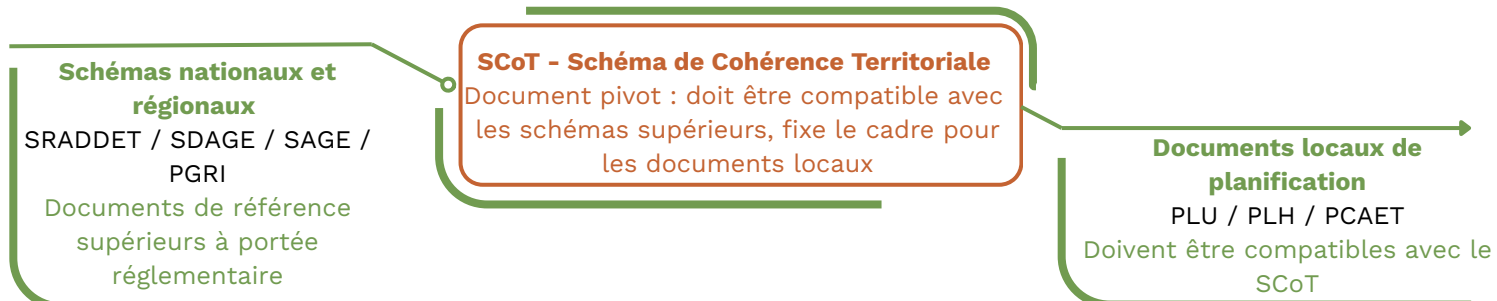 Schémas nationaux et
régionaux
SRADDET / SDAGE / SAGE /
PGRI
Documents de référence
supérieurs à portée
réglementaire
SCoT - Schéma de Cohérence Territoriale
Document pivot : doit être compatible avec
les schémas supérieurs, fixe le cadre pour
les documents locaux
Documents locaux de
planification
PLU / PLH / PCAET
Doivent être compatibles avec le
SCoT